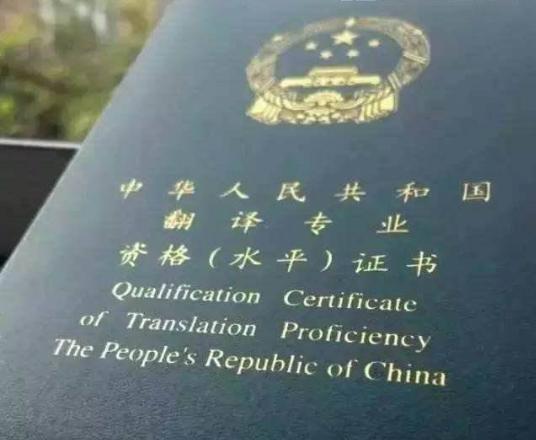 中华人民共和国
翻译专业
资格(水平)证书
Qualification Certificate
of Translation Proficiency
The People's Republic of China